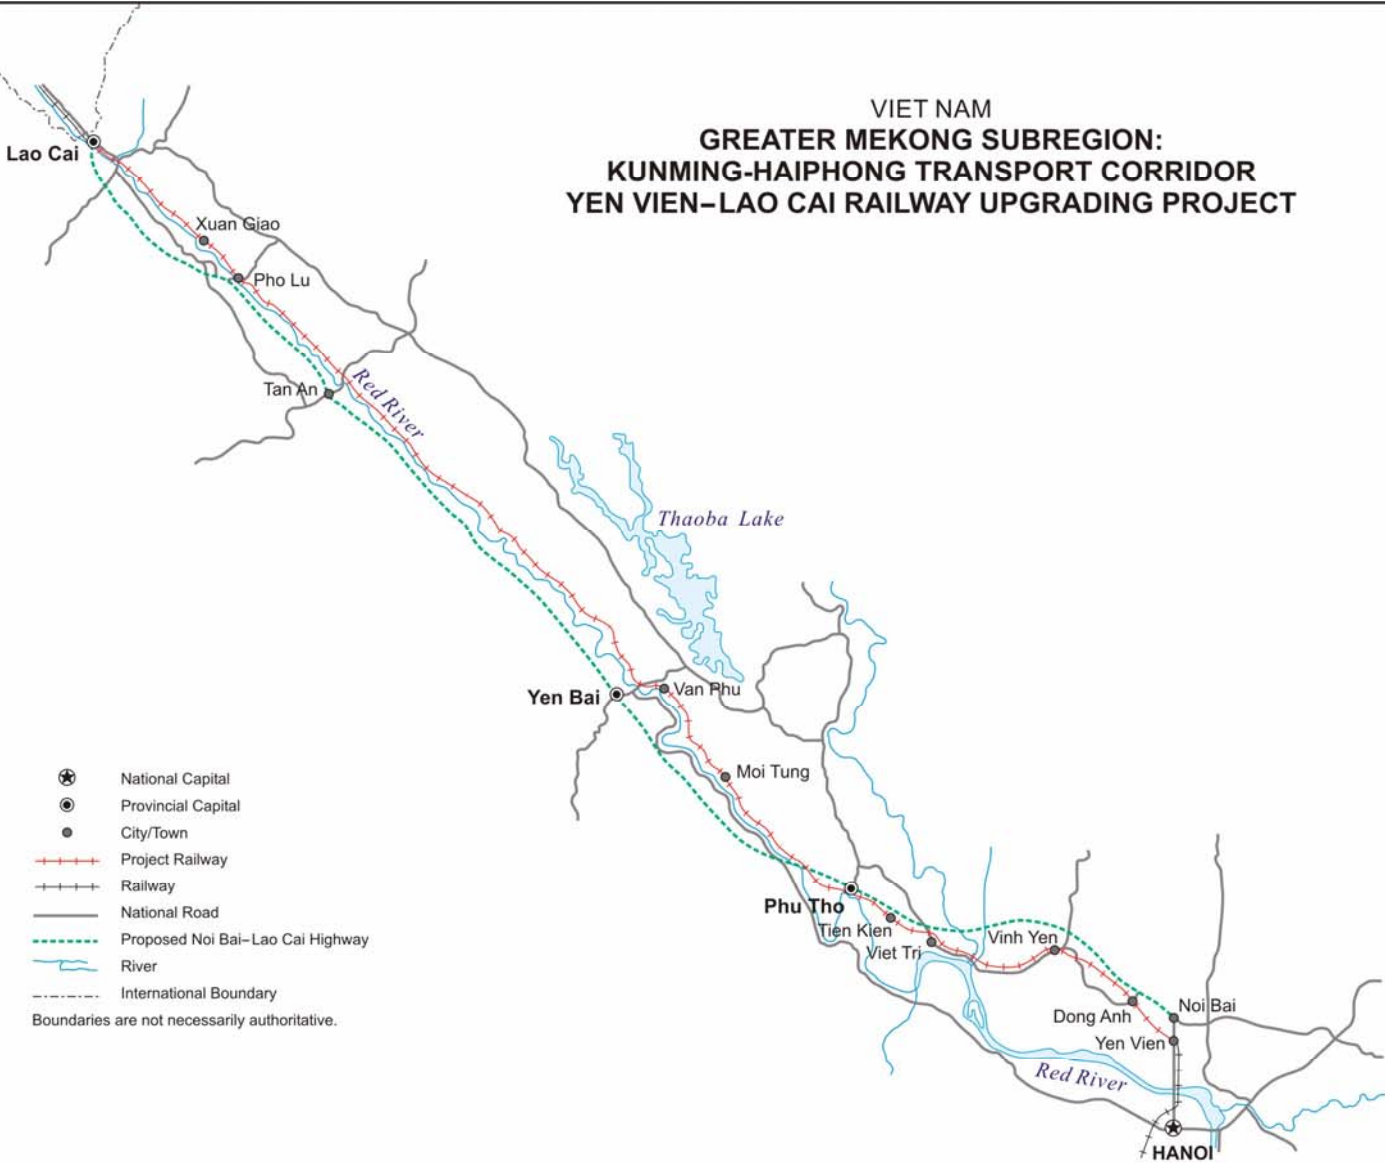 VIET NAM
GREATER MEKONG SUBREGION:
KUNMING-HAIPHONG TRANSPORT CORRIDOR
YEN VIEN–LAO CAI RAILWAY UPGRADING PROJECT
Lao Cai
Xuan Giao
Pho Lu
Tan An
Red River
Thaoba Lake
Yen Bai
Van Phu
Moi Tung
Phu Tho
Tien Kien
Viet Tri
Vinh Yen
Dong Anh
Noi Bai
Yen Vien
Red River
HANOI
National Capital
Provincial Capital
City/Town
Project Railway
Railway
National Road
Proposed Noi Bai–Lao Cai Highway
River
International Boundary
Boundaries are not necessarily authoritative.